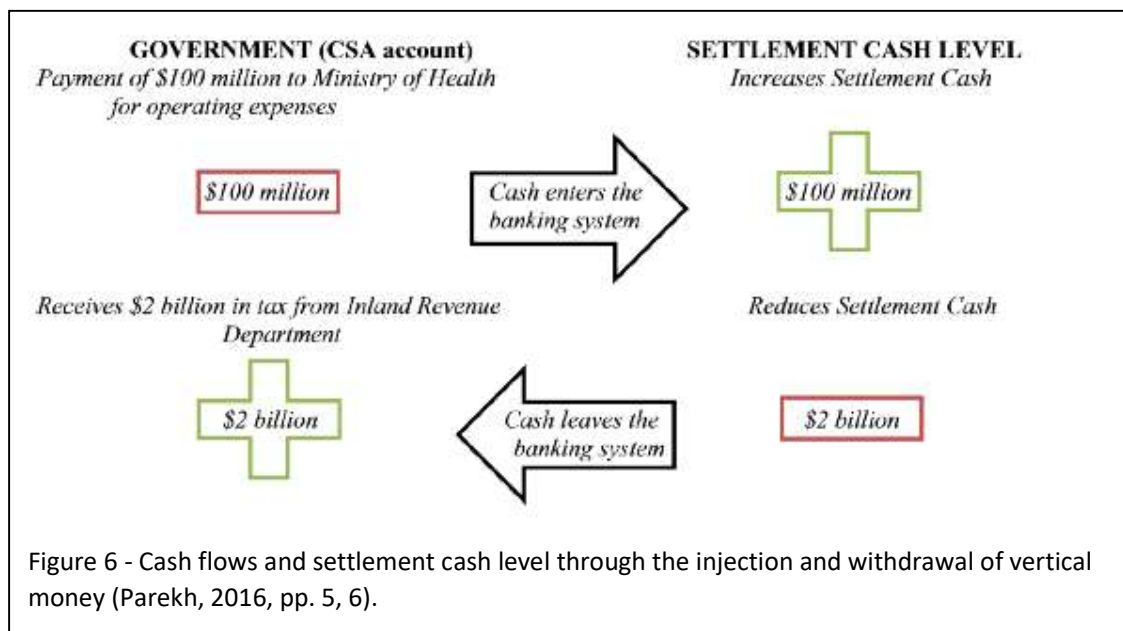 GOVERNMENT (CSA account)
Payment of $100 million to Ministry of Health
for operating expenses
SETTLEMENT CASH LEVEL
Increases Settlement Cash
$100 million
Cash enters the
banking system
$100 million
Receives $2 billion in tax from Inland Revenue
Department
Reduces Settlement Cash
$2 billion
Cash leaves the
banking system
$2 billion
Figure 6 - Cash flows and settlement cash level through the injection and withdrawal of vertical
money (Parekh, 2016, pp. 5, 6).